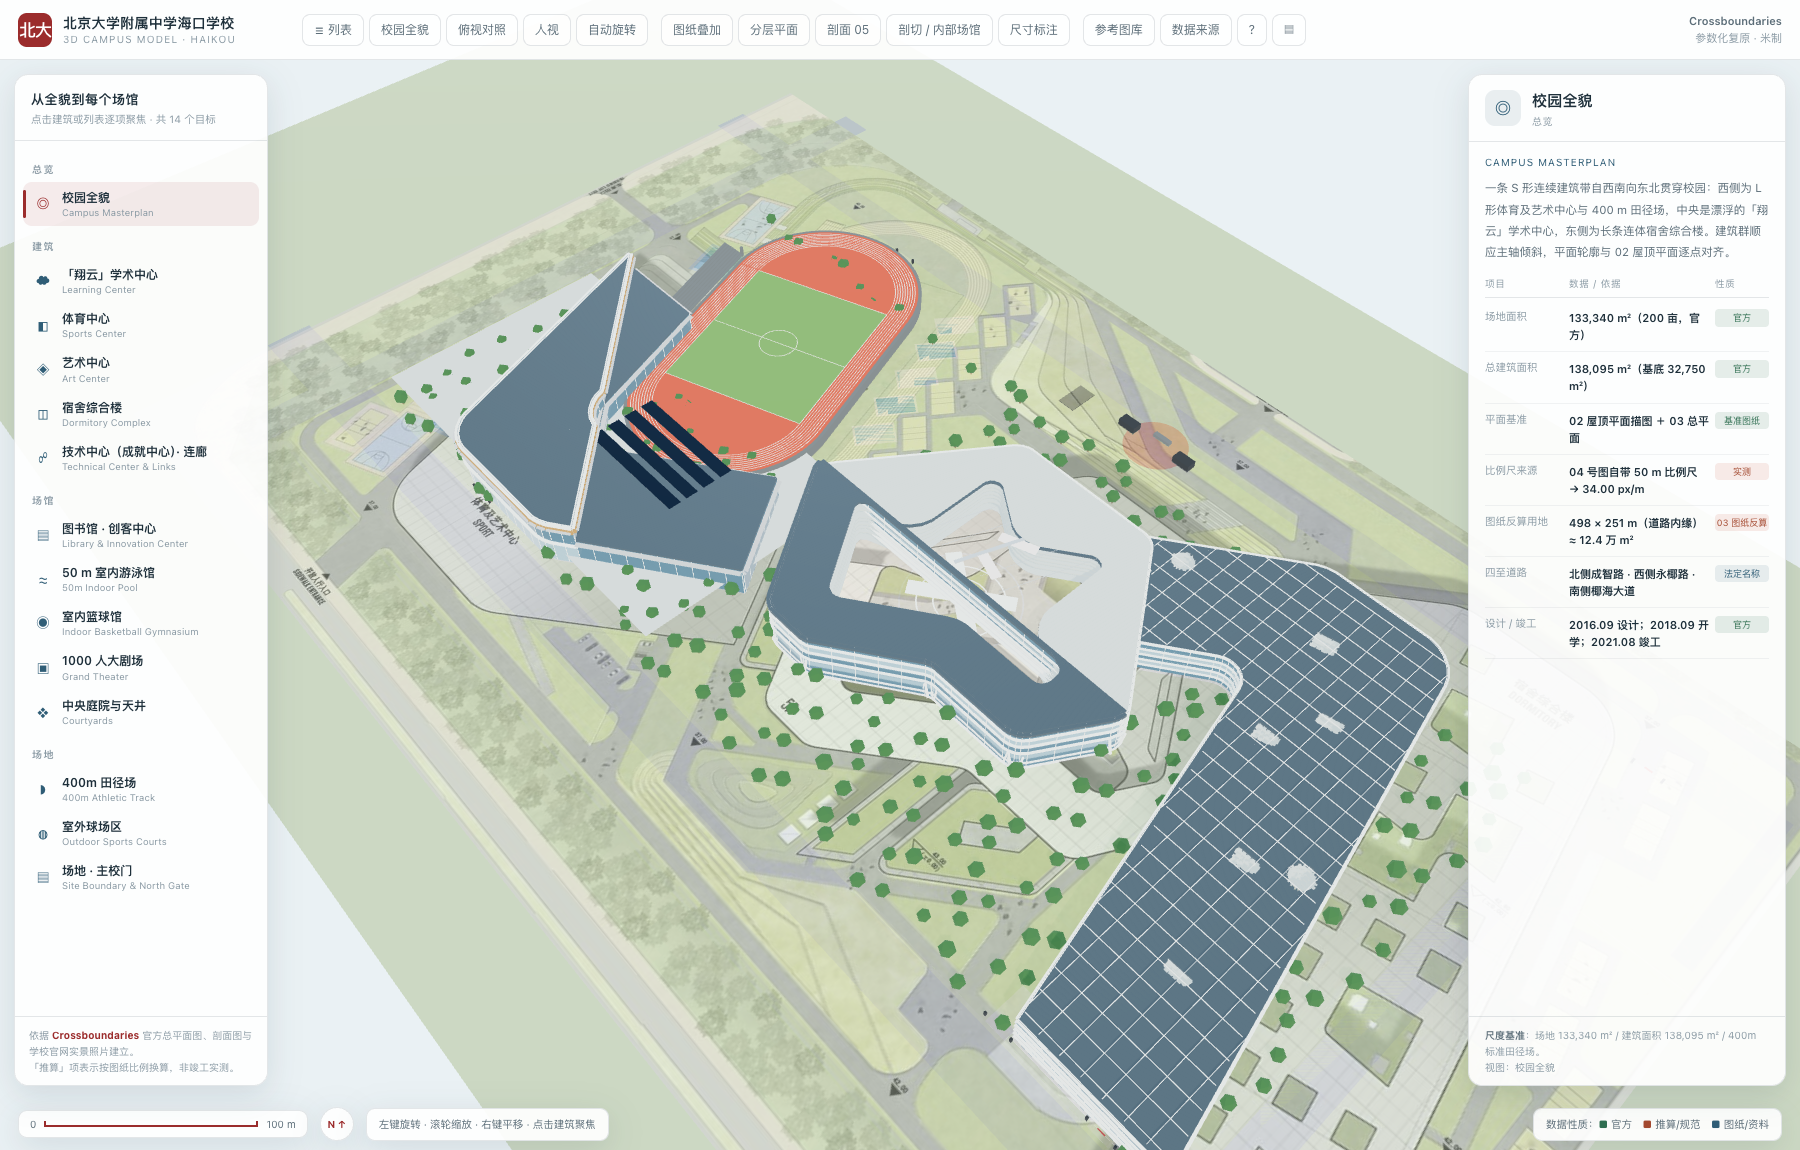 北大
北京大学附属中学海口学校
3D CAMPUS MODEL · HAIKOU
≡ 列表
校园全貌
俯视对照
人视
自动旋转
图纸叠加
分层平面
剖面 05
剖切 / 内部场馆
尺寸标注
参考图库
数据来源
?
▤
Crossboundaries
参数化复原 · 米制
从全貌到每个场馆
点击建筑或列表逐项聚焦 · 共 14 个目标
总览
校园全貌
Campus Masterplan
建筑
「翔云」学术中心
Learning Center
体育中心
Sports Center
艺术中心
Art Center
宿舍综合楼
Dormitory Complex
技术中心（成就中心）· 连廊
Technical Center & Links
场馆
图书馆 · 创客中心
Library & Innovation Center
50 m 室内游泳馆
50m Indoor Pool
室内篮球馆
Indoor Basketball Gymnasium
1000 人大剧场
Grand Theater
中央庭院与天井
Courtyards
场地
400m 田径场
400m Athletic Track
室外球场区
Outdoor Sports Courts
场地 · 主校门
Site Boundary & North Gate
依据 Crossboundaries 官方总平面图、剖面图与
学校官网实景照片建立。
「推算」项表示按图纸比例换算，非竣工实测。
体育及艺术中心
SPORT
校园全貌
总览
CAMPUS MASTERPLAN
一条 S 形连续建筑带自西南向东北贯穿校园：西侧为 L
形体育及艺术中心与 400 m 田径场，中央是漂浮的「翔
云」学术中心，东侧为长条连体宿舍综合楼。建筑群顺
应主轴倾斜，平面轮廓与 02 屋顶平面逐点对齐。
项目 数据 / 依据 性质
场地面积 133,340 m²（200 亩，官 官方
方）
总建筑面积 138,095 m²（基底 32,750 官方
m²）
平面基准 02 屋顶平面描图 + 03 总平 基准图纸
面
比例尺来源 04 号图自带 50 m 比例尺 实测
→ 34.00 px/m
图纸反算用地 498 × 251 m（道路内缘） 03 图纸反算
≈ 12.4 万 m²
四至道路 北侧成智路 · 西侧永椰路 · 法定名称
南侧椰海大道
设计 / 竣工 2016.09 设计；2018.09 开 官方
学；2021.08 竣工
尺度基准：场地 133,340 m² / 建筑面积 138,095 m² / 400m
标准田径场。
视图：校园全貌
0 100 m
N ↑
左键旋转 · 滚轮缩放 · 右键平移 · 点击建筑聚焦
数据性质： 官方 推算/规范 图纸/资料